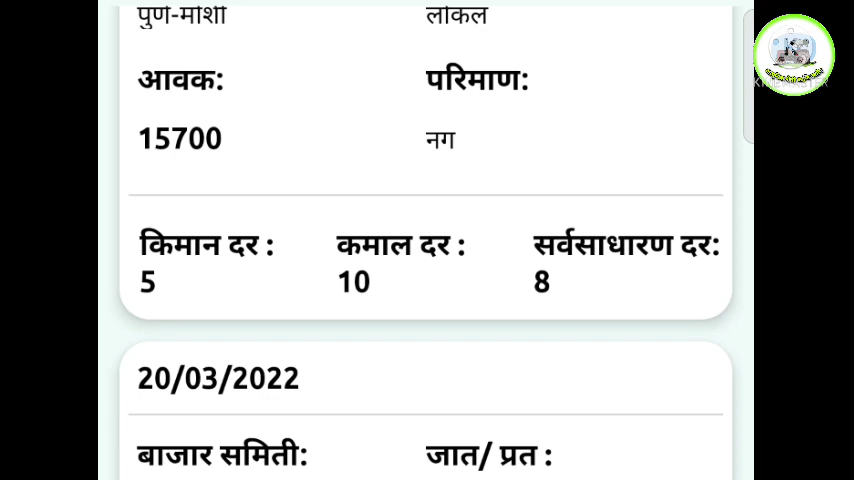 पुणे-मोशी लोकल
आवक: परिमाण:
15700 नग
किमान दर : कमाल दर : सर्वसाधारण दर:
5 10 8
20/03/2022
बाजार समिती: जात/ प्रत :
KINEMASTER